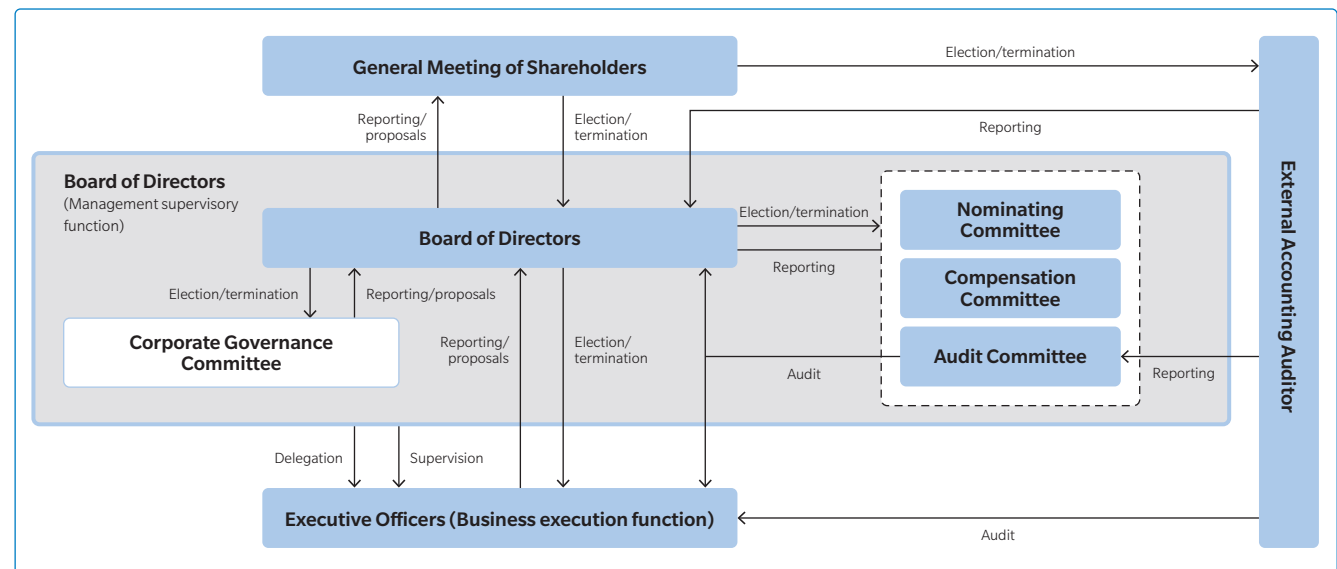 General Meeting of Shareholders
Election/termination
Reporting/
proposals
Election/
termination
Reporting
External Accounting Auditor
Board of Directors
(Management supervisory
function)
Board of Directors
Election/termination
Reporting
Nominating
Committee
Compensation
Committee
Audit Committee
Election/termination
Reporting/proposals
Corporate Governance
Committee
Reporting/
proposals
Election/
termination
Audit
Reporting
Delegation
Supervision
Executive Officers (Business execution function)
Audit